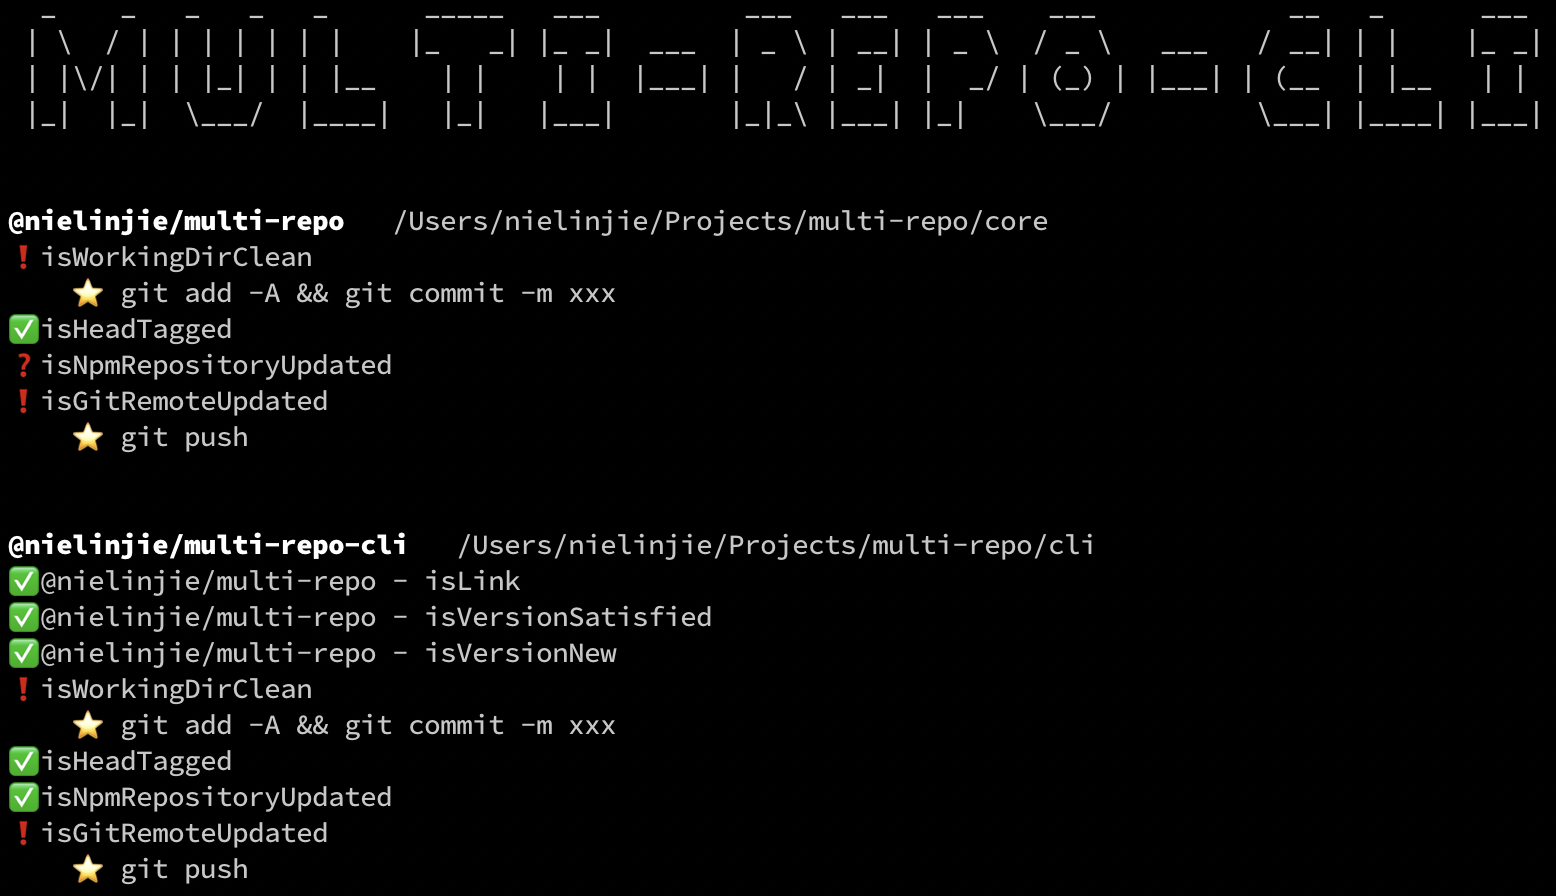 MULTI-REPO-CLI
@nielinjie/multi-repo   /Users/nielinjie/Projects/multi-repo/core
❗isWorkingDirClean
    ⭐ git add -A && git commit -m xxx
✅isHeadTagged
❓isNpmRepositoryUpdated
❗isGitRemoteUpdated
    ⭐ git push
@nielinjie/multi-repo-cli   /Users/nielinjie/Projects/multi-repo/cli
✅@nielinjie/multi-repo - isLink
✅@nielinjie/multi-repo - isVersionSatisfied
✅@nielinjie/multi-repo - isVersionNew
❗isWorkingDirClean
    ⭐ git add -A && git commit -m xxx
✅isHeadTagged
✅isNpmRepositoryUpdated
❗isGitRemoteUpdated
    ⭐ git push